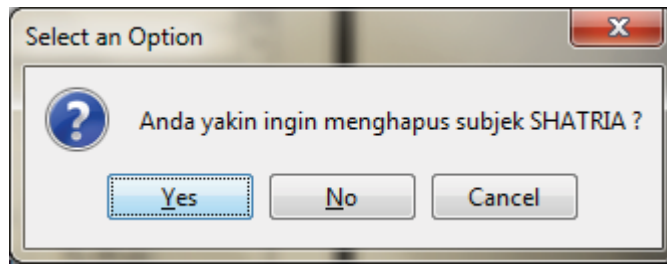 Select an Option
Anda yakin ingin menghapus subjek SHATRIA ?
Yes
No
Cancel